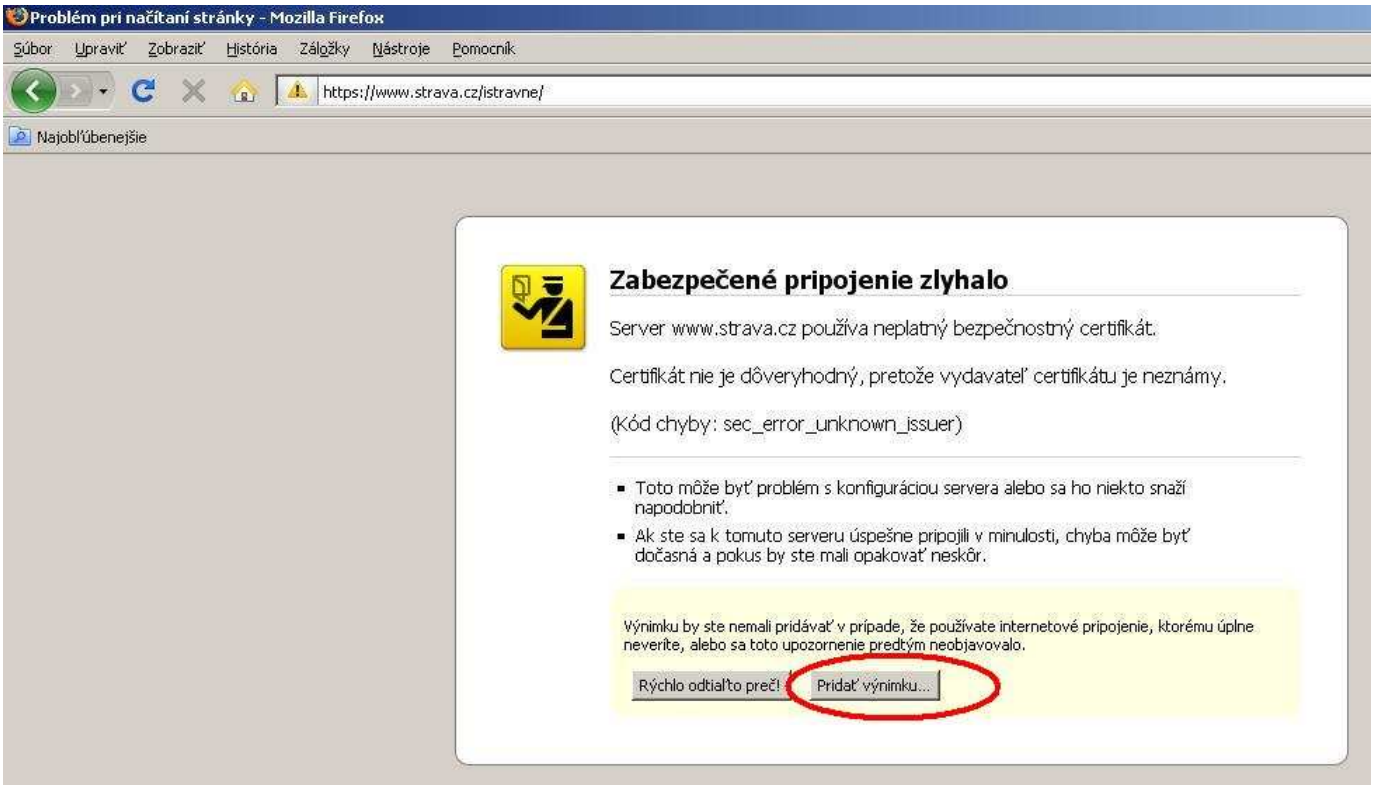 Problém pri načítaní stránky - Mozilla Firefox
Súbor Upraviť Zobraziť História Záložky Nástroje Pomocník
https://www.strava.cz/istravne/
Najobľúbenejšie
Zabezpečené pripojenie zlyhalo
Server www.strava.cz používa neplatný bezpečnostný certifikát.
Certifikát nie je dôveryhodný, pretože vydavateľ certifikátu je neznámy.
(Kód chyby: sec_error_unknown_issuer)
Toto môže byť problém s konfiguráciou servera alebo sa ho niekto snaží
napodobniť.
Ak ste sa k tomuto serveru úspešne pripojili v minulosti, chyba môže byť
dočasná a pokus by ste mali opakovať neskôr.
Výnimku by ste nemali pridávať v prípade, že používate internetové pripojenie, ktorému úplne
neveríte, alebo sa toto upozornenie predtým neobjavovalo.
Rýchlo odtiaľto preč! Pridať výnimku...